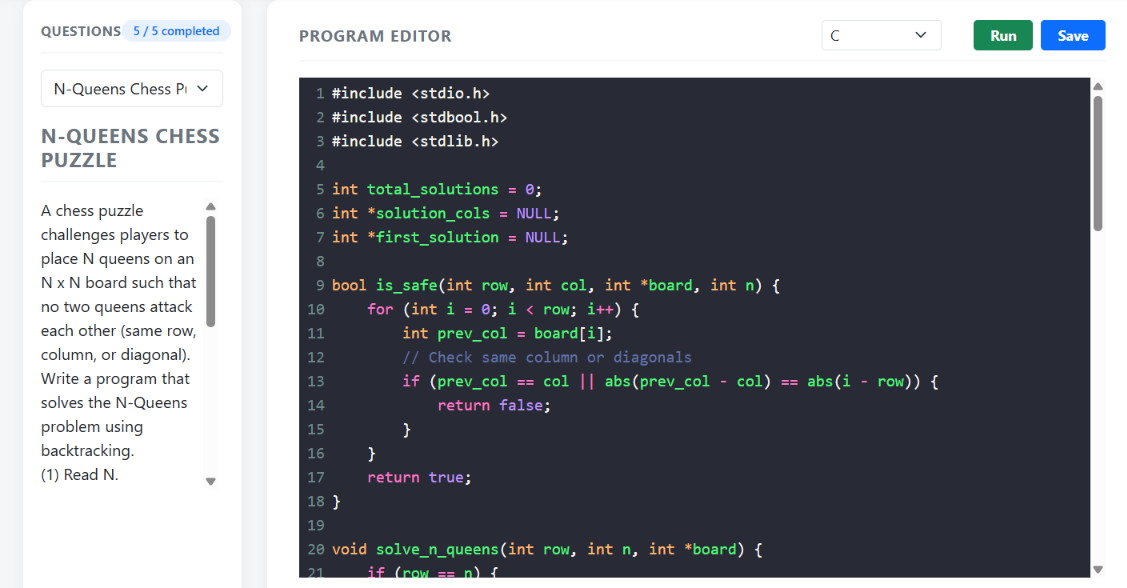 QUESTIONS 5 / 5 completed
N-Queens Chess Pu
N-QUEENS CHESS
PUZZLE
A chess puzzle
challenges players to
place N queens on an
N x N board such that
no two queens attack
each other (same row,
column, or diagonal).
Write a program that
solves the N-Queens
problem using
backtracking.
(1) Read N.
PROGRAM EDITOR
C
Run
Save
1 #include <stdio.h>
2 #include <stdbool.h>
3 #include <stdlib.h>
4
5 int total_solutions = 0;
6 int *solution_cols = NULL;
7 int *first_solution = NULL;
8
9 bool is_safe(int row, int col, int *board, int n) {
10     for (int i = 0; i < row; i++) {
11         int prev_col = board[i];
12         // Check same column or diagonals
13         if (prev_col == col || abs(prev_col - col) == abs(i - row)) {
14             return false;
15         }
16     }
17     return true;
18 }
19
20 void solve_n_queens(int row, int n, int *board) {
21     if (row == n) {